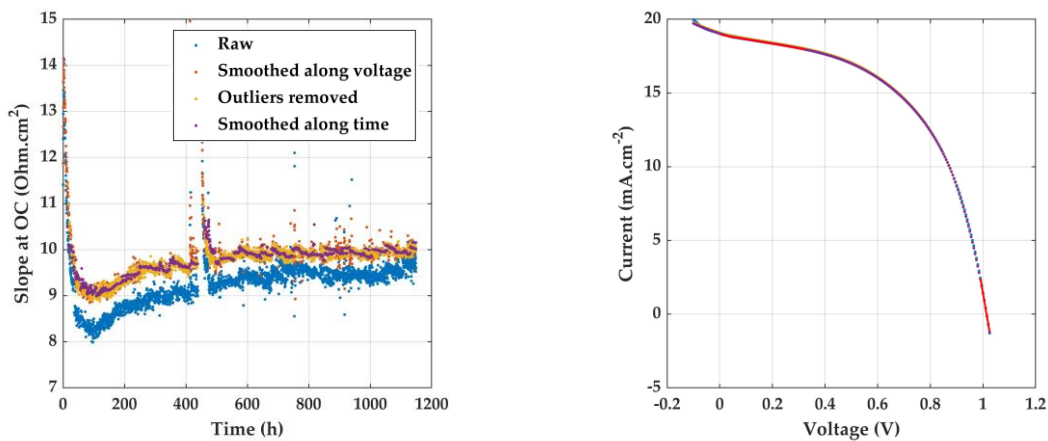 15
14
13
12
11
10
9
8
7
Slope at OC (Ohm.cm²)
Raw
Smoothed along voltage
Outliers removed
Smoothed along time
0 200 400 600 800 1000 1200
Time (h)
20
15
10
5
0
-5
Current (mA.cm⁻²)
-0.2 0 0.2 0.4 0.6 0.8 1 1.2
Voltage (V)